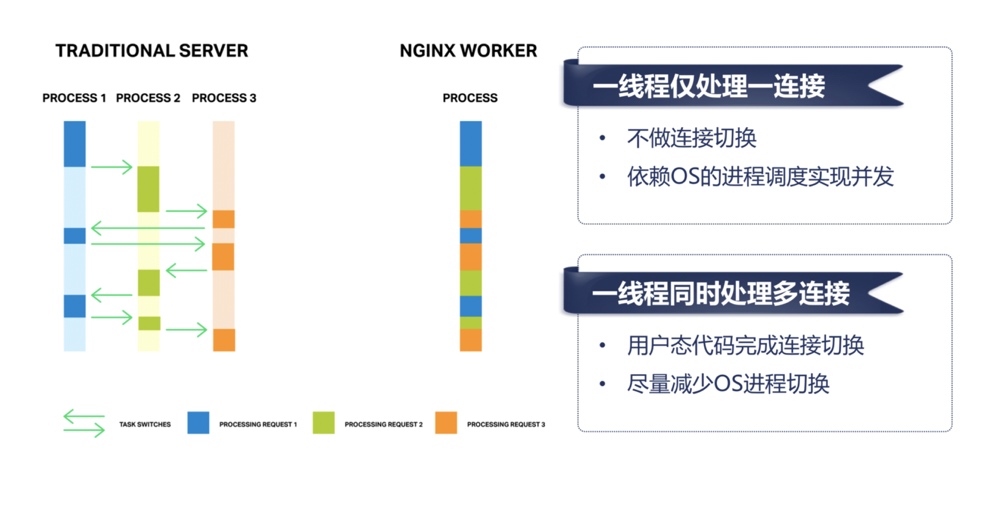 TRADITIONAL SERVER
NGINX WORKER
PROCESS 1 PROCESS 2 PROCESS 3
PROCESS
TASK SWITCHES
PROCESSING REQUEST 1
PROCESSING REQUEST 2
PROCESSING REQUEST 3
一线程仅处理一连接
• 不做连接切换
• 依赖OS的进程调度实现并发
一线程同时处理多连接
• 用户态代码完成连接切换
• 尽量减少OS进程切换